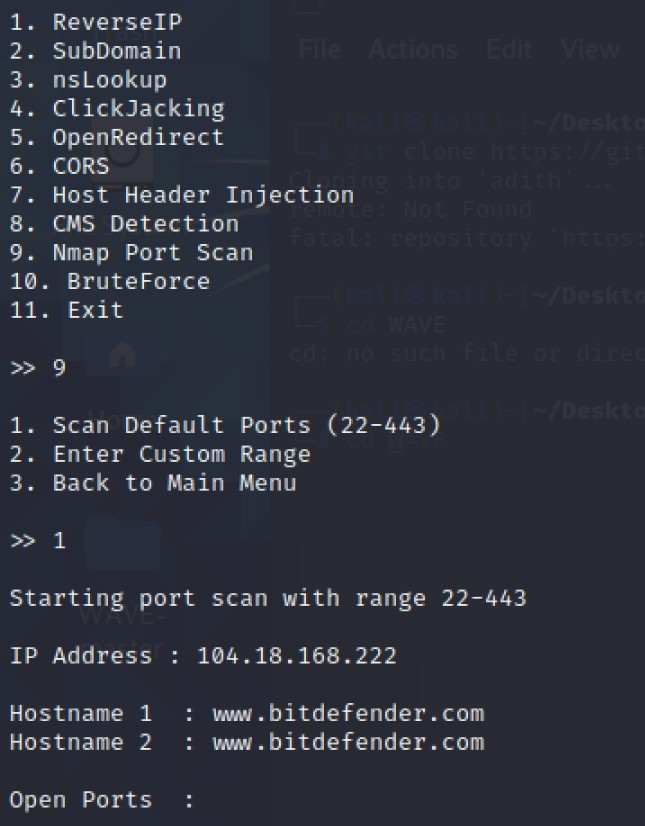 1. ReverseIP
2. SubDomain
3. nsLookup
4. ClickJacking
5. OpenRedirect
6. CORS
7. Host Header Injection
8. CMS Detection
9. Nmap Port Scan
10. BruteForce
11. Exit
>> 9
1. Scan Default Ports (22-443)
2. Enter Custom Range
3. Back to Main Menu
>> 1
Starting port scan with range 22-443
IP Address : 104.18.168.222
Hostname 1  : www.bitdefender.com
Hostname 2  : www.bitdefender.com
Open Ports  :
File Actions Edit View
(kali㉿kali)-[~/Deskto
$ git clone https://git
Cloning into 'adith'...
remote: Not Found
fatal: repository 'https:
(kali㉿kali)-[~/Deskto
$ cd WAVE
cd: no such file or direc
(kali㉿kali)-[~/Deskto
WAVE-